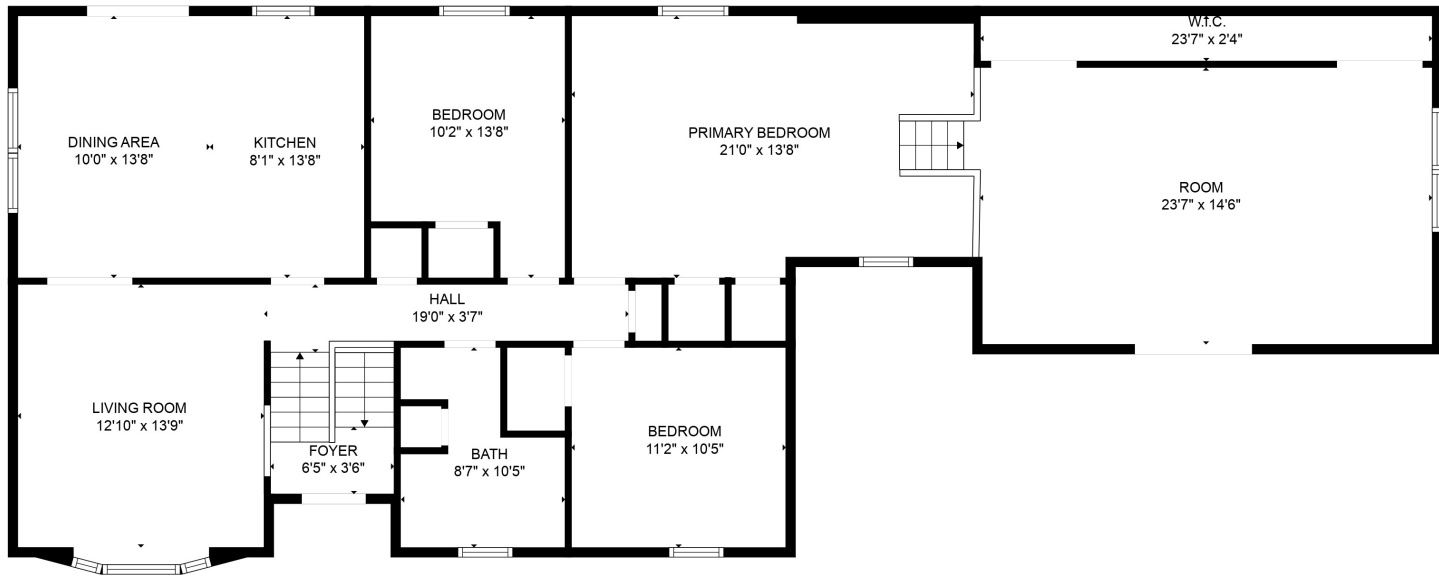 W.I.C.
23'7" x 2'4"
DINING AREA
10'0" x 13'8"
KITCHEN
8'1" x 13'8"
BEDROOM
10'2" x 13'8"
PRIMARY BEDROOM
21'0" x 13'8"
ROOM
23'7" x 14'6"
HALL
19'0" x 3'7"
LIVING ROOM
12'10" x 13'9"
FOYER
6'5" x 3'6"
BATH
8'7" x 10'5"
BEDROOM
11'2" x 10'5"